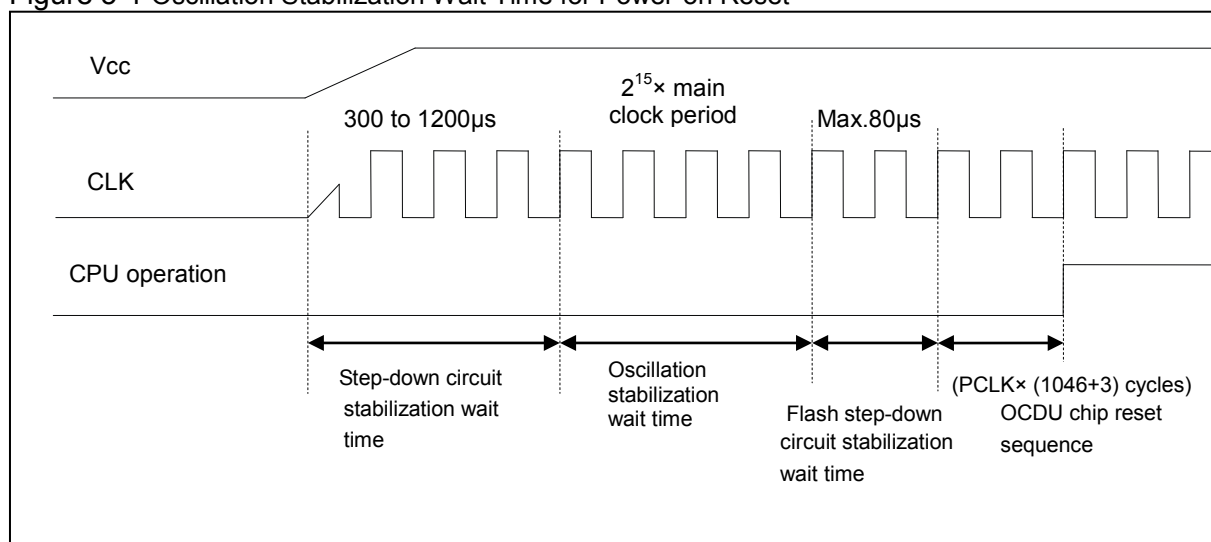 Figure 3-1 Oscillation Stabilization Wait Time for Power-on Reset
Vcc
300 to 1200µs
2¹⁵× main
clock period
Max.80µs
CLK
CPU operation
Step-down circuit
stabilization wait
time
Oscillation
stabilization
wait time
Flash step-down
circuit stabilization
wait time
(PCLK× (1046+3) cycles)
OCDU chip reset
sequence